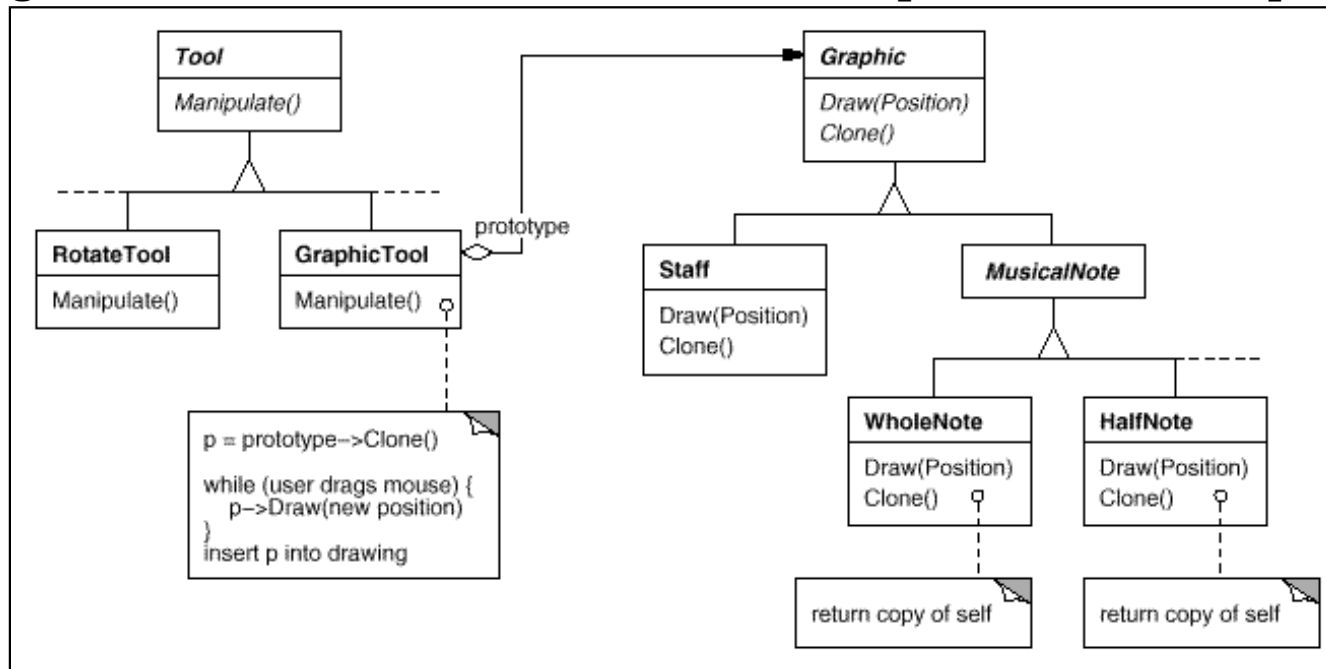 Tool
Manipulate()
Graphic
Draw(Position)
Clone()
prototype
RotateTool
Manipulate()
GraphicTool
Manipulate()
Staff
Draw(Position)
Clone()
MusicalNote
WholeNote
Draw(Position)
Clone()
HalfNote
Draw(Position)
Clone()
p = prototype−>Clone()
while (user drags mouse) {
p−>Draw(new position)
}
insert p into drawing
return copy of self
return copy of self